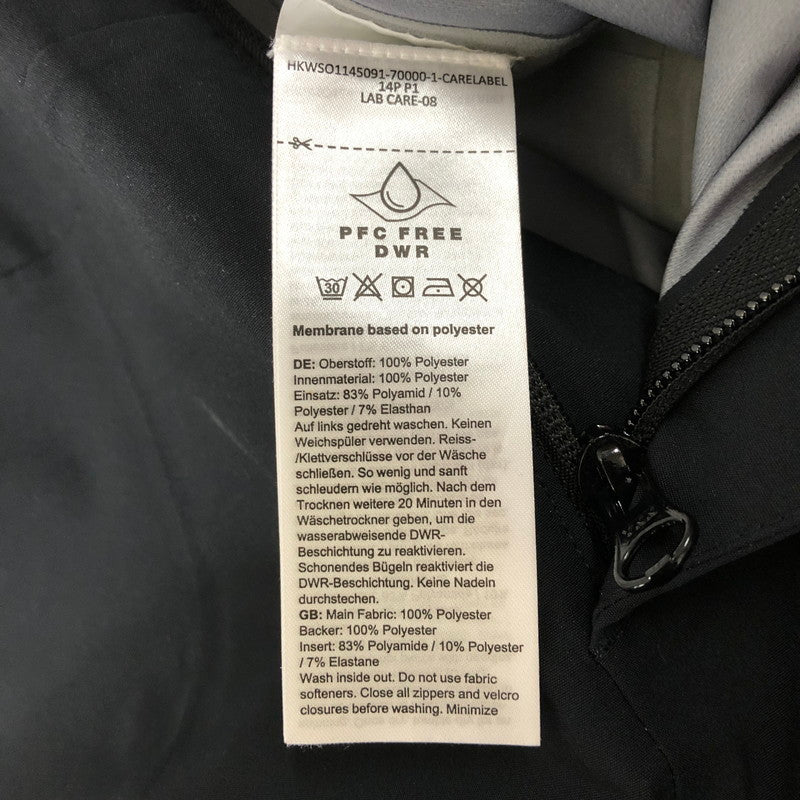 HKWSO1145091-70000-1-CARELABEL
14P P1
LAB CARE-08
PFC FREE
DWR
30
Membrane based on polyester
DE: Oberstoff: 100% Polyester
Innenmaterial: 100% Polyester
Einsatz: 83% Polyamid / 10%
Polyester / 7% Elasthan
Auf links gedreht waschen. Keinen
Weichspüler verwenden. Reiss-
/Klettverschlüsse vor der Wäsche
schließen. So wenig und sanft
schleudern wie möglich. Nach dem
Trocknen weitere 20 Minuten in den
Wäschetrockner geben, um die
wasserabweisende DWR-
Beschichtung zu reaktivieren.
Schonendes Bügeln reaktiviert die
DWR-Beschichtung. Keine Nadeln
durchstechen.
GB: Main Fabric: 100% Polyester
Backer: 100% Polyester
Insert: 83% Polyamide / 10% Polyester
/ 7% Elastane
Wash inside out. Do not use fabric
softeners. Close all zippers and velcro
closures before washing. Minimize